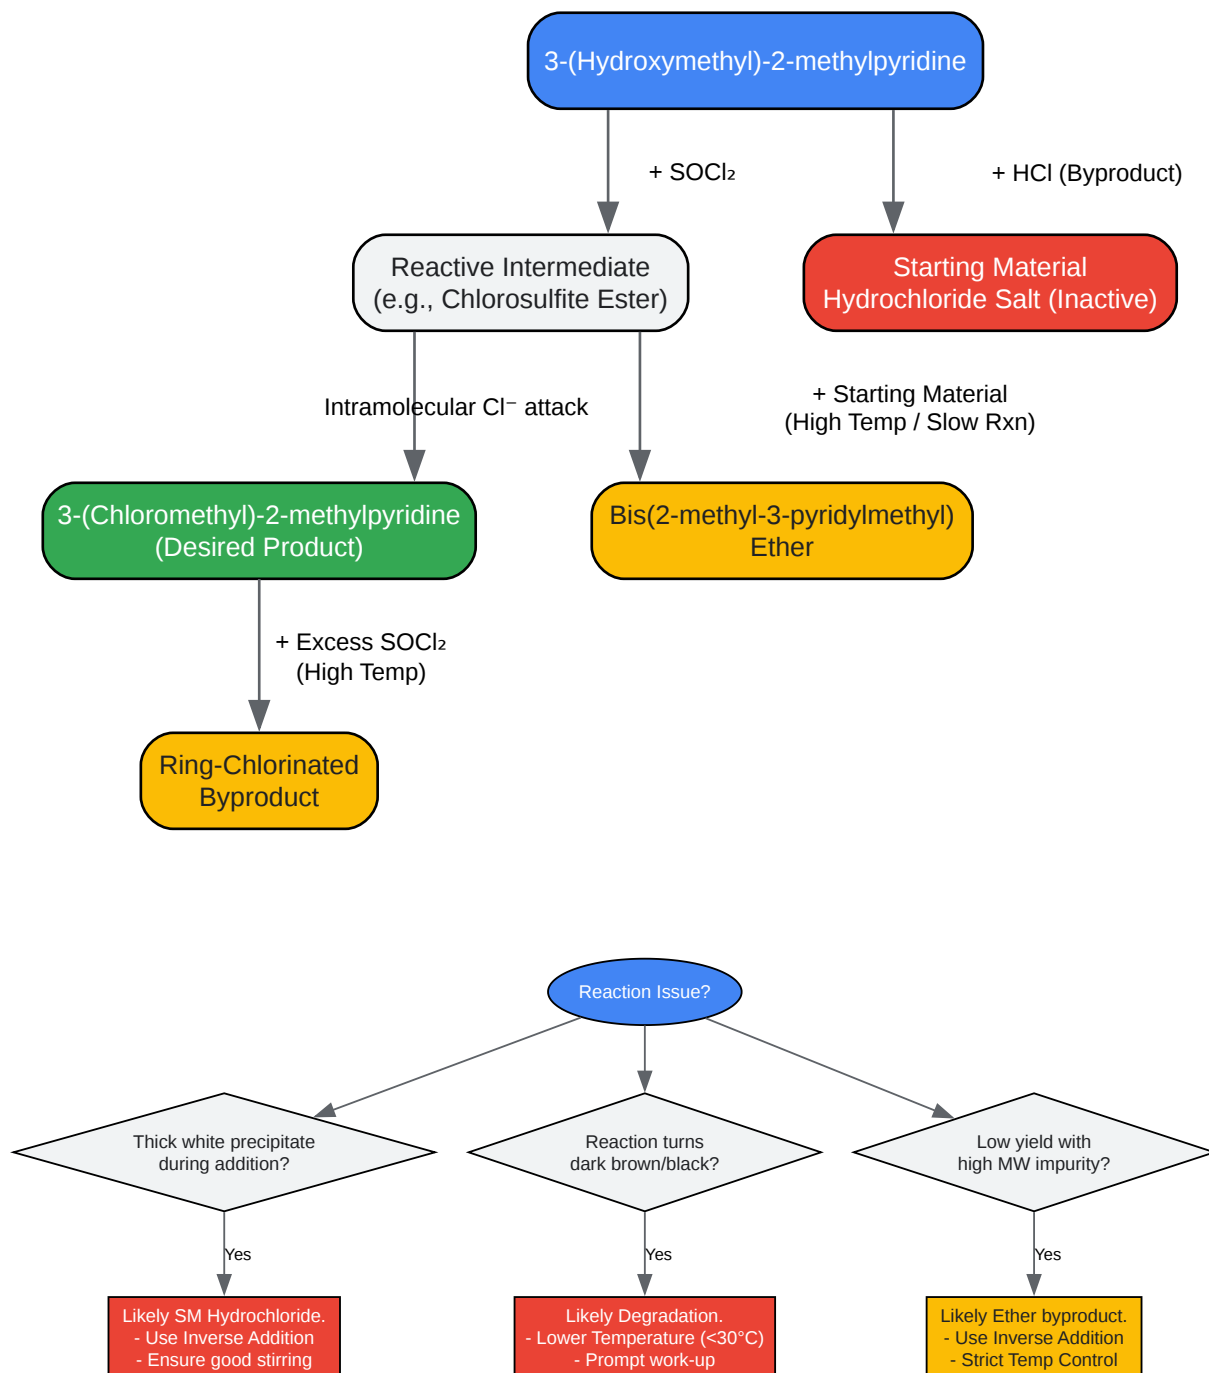 3-(Hydroxymethyl)-2-methylpyridine
+ SOCl₂
+ HCl (Byproduct)
Reactive Intermediate
(e.g., Chlorosulfite Ester)
Starting Material
Hydrochloride Salt (Inactive)
Intramolecular Cl⁻ attack
+ Starting Material
(High Temp / Slow Rxn)
3-(Chloromethyl)-2-methylpyridine
(Desired Product)
Bis(2-methyl-3-pyridylmethyl)
Ether
+ Excess SOCl₂
(High Temp)
Ring-Chlorinated
Byproduct
Reaction Issue?
Thick white precipitate
during addition?
Reaction turns
dark brown/black?
Low yield with
high MW impurity?
Yes
Yes
Yes
Likely SM Hydrochloride.
- Use Inverse Addition
- Ensure good stirring
Likely Degradation.
- Lower Temperature (<30°C)
- Prompt work-up
Likely Ether byproduct.
- Use Inverse Addition
- Strict Temp Control